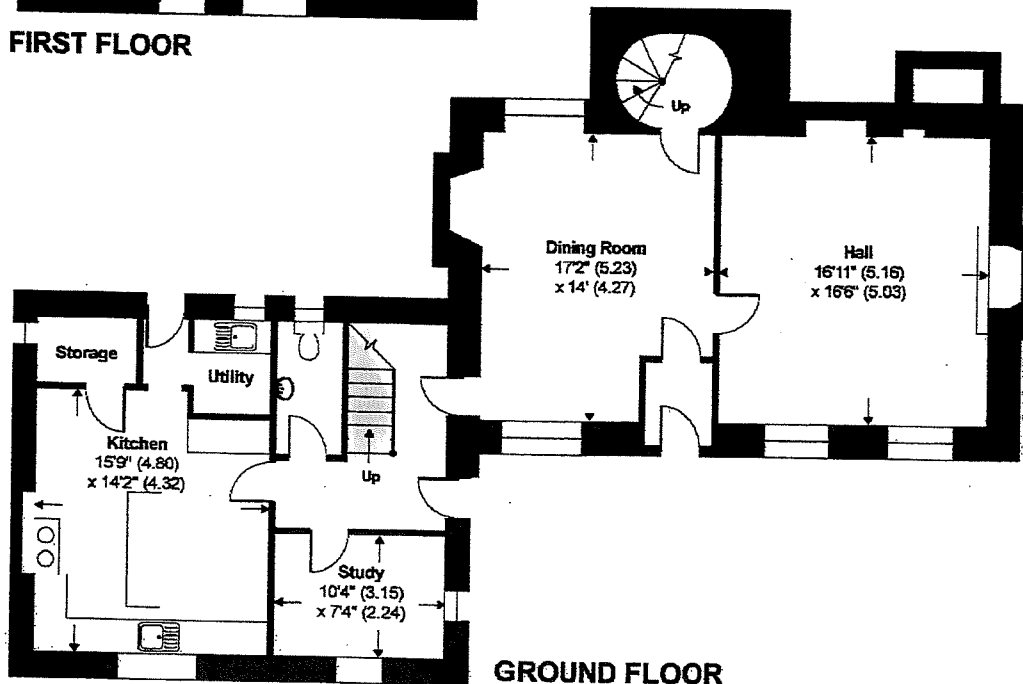 FIRST FLOOR
Up
Dining Room
17'2" (5.23)
x 14' (4.27)
Hall
16'11" (5.16)
x 16'6" (5.03)
Storage
Utility
Kitchen
15'9" (4.80)
x 14'2" (4.32)
Up
Study
10'4" (3.15)
x 7'4" (2.24)
GROUND FLOOR